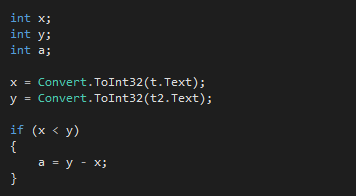 int x;
int y;
int a;
x = Convert.ToInt32(t.Text);
y = Convert.ToInt32(t2.Text);
if (x < y)
{
a = y - x;
}